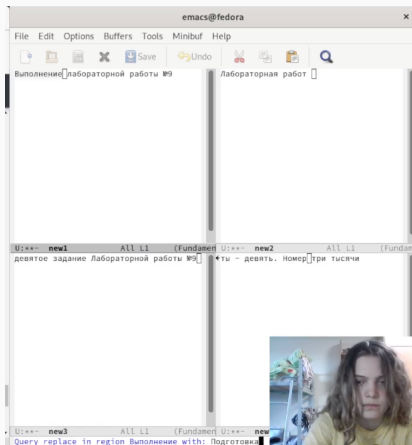 emacs@fedora
File Edit Options Buffers Tools Minibuf Help
Save Undo
Выполнение лабораторной работы №9
Лабораторная работ
U:**- new1 All L1 (Fundamen
U:**- new2 All L1 (Fundam
девятое задание Лабораторной работы №9
ты - девять. Номер три тысячи
U:**- new3 All L1 (Fundamen
U:**- new
Query replace in region Выполнение with: Подготовка